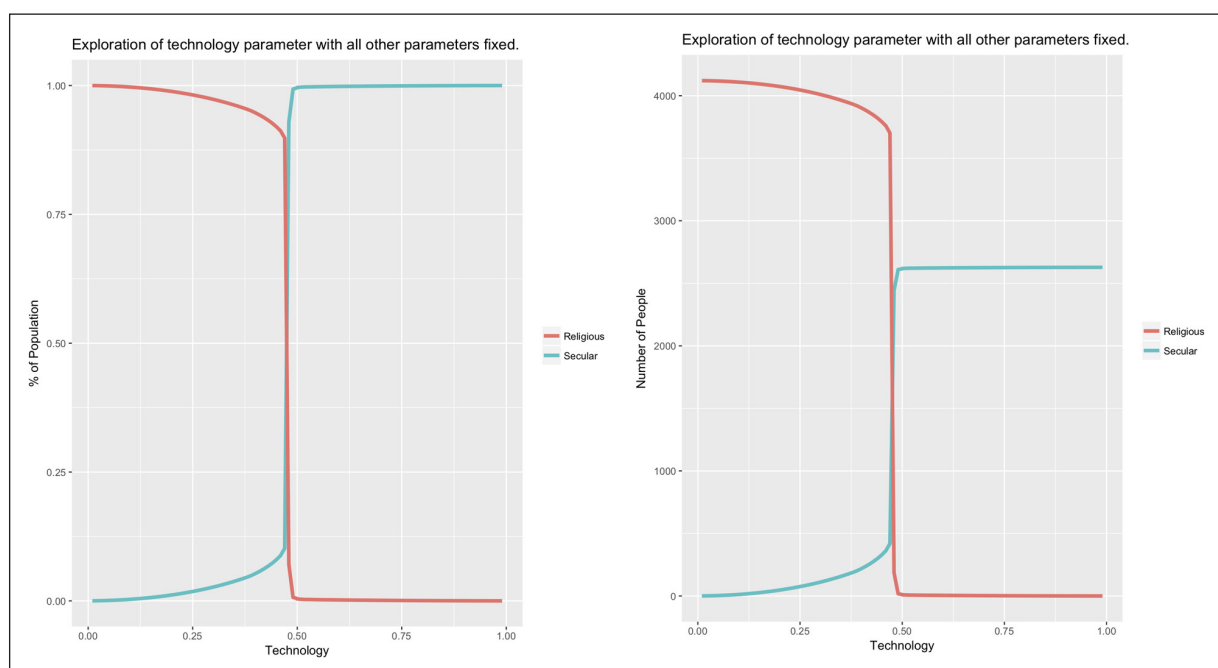 Exploration of technology parameter with all other parameters fixed.
1.00
0.75
0.50
0.25
0.00
% of Population
0.00 0.25 0.50 0.75 1.00
Technology
Religious
Secular
Exploration of technology parameter with all other parameters fixed.
4000
3000
2000
1000
0
Number of People
0.00 0.25 0.50 0.75 1.00
Technology
Religious
Secular